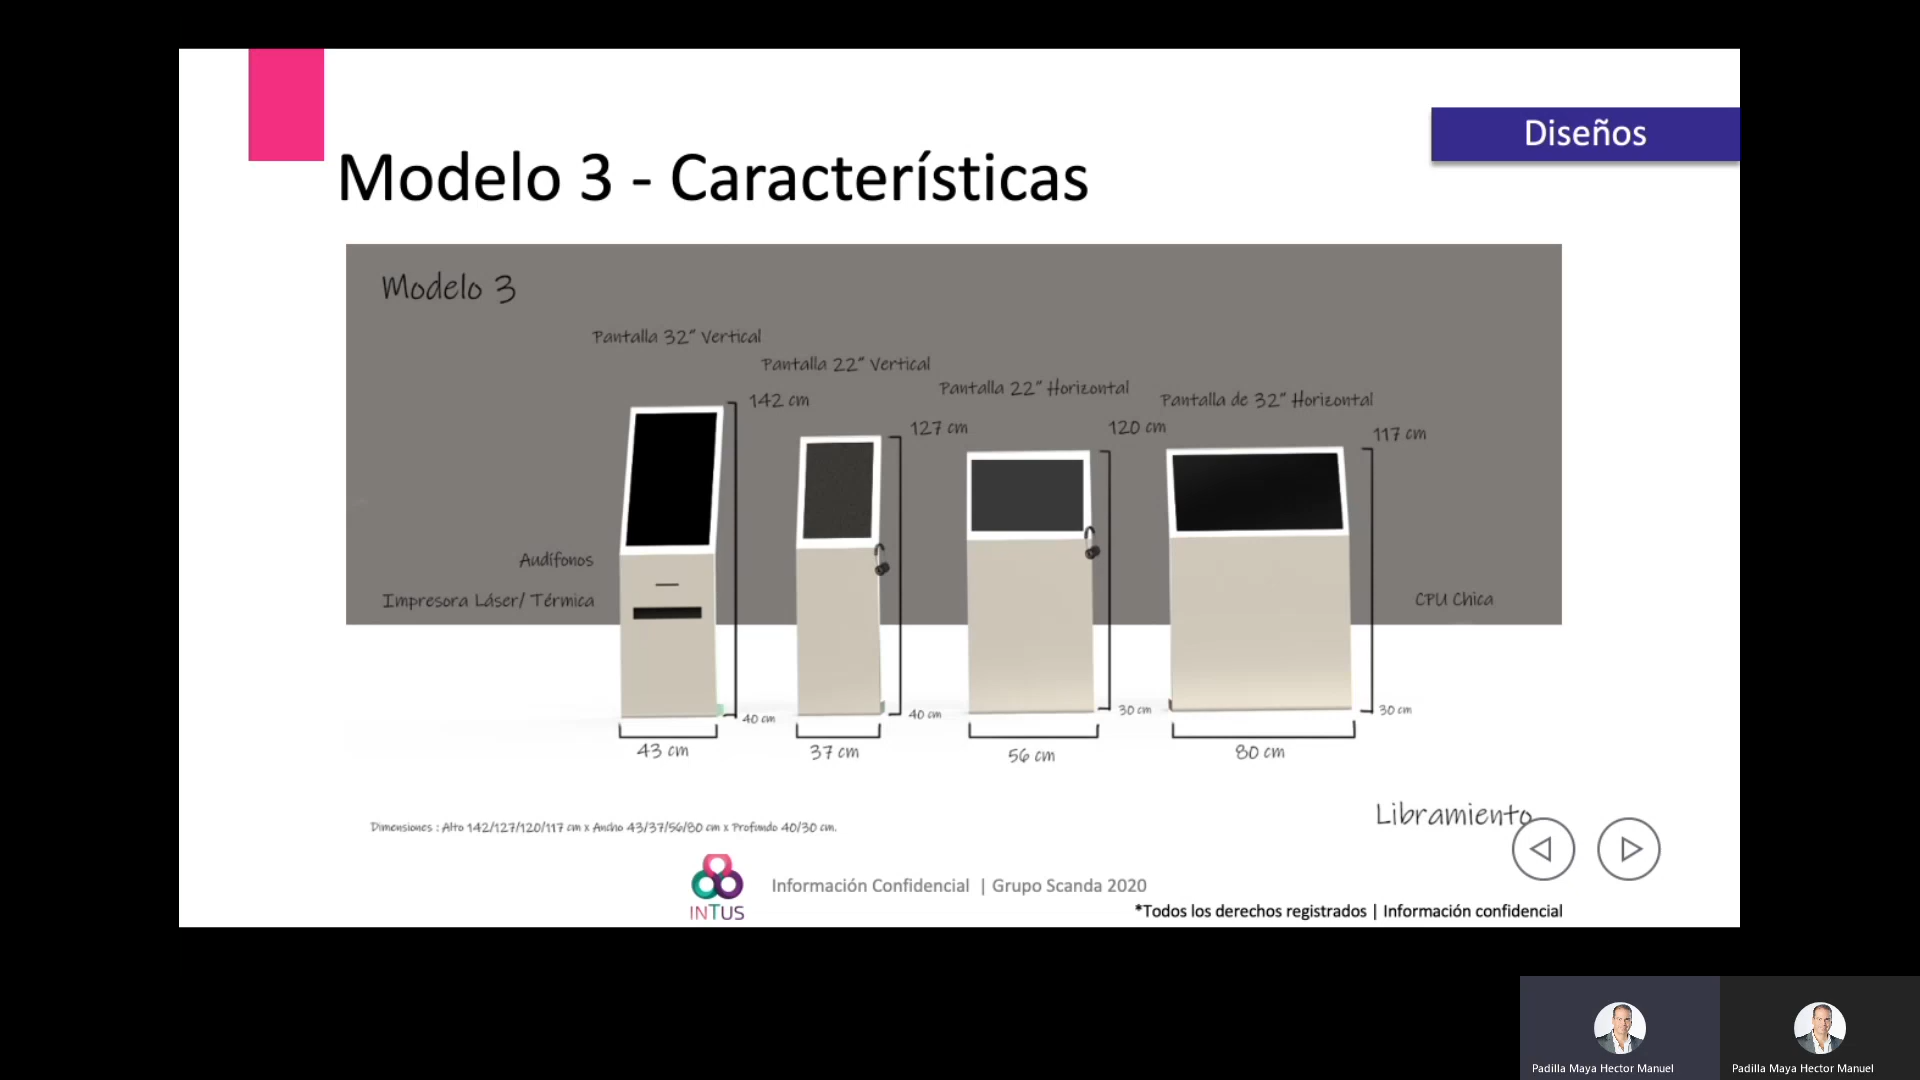 Diseños
Modelo 3 - Características
Modelo 3
Pantalla 32" Vertical
Pantalla 22" Vertical
Pantalla 22" Horizontal
Pantalla de 32" Horizontal
142 cm
127 cm
120 cm
117 cm
Audífonos
Impresora Láser/ Térmica
CPU Chica
40 cm
40 cm
30 cm
30 cm
43 cm
37 cm
56 cm
80 cm
Libramiento
Dimensiones : Alto 142/127/120/117 cm x Ancho 43/37/56/80 cm x Profundo 40/30 cm.
INTUS
Información Confidencial | Grupo Scanda 2020
*Todos los derechos registrados | Información confidencial
Padilla Maya Hector Manuel
Padilla Maya Hector Manuel